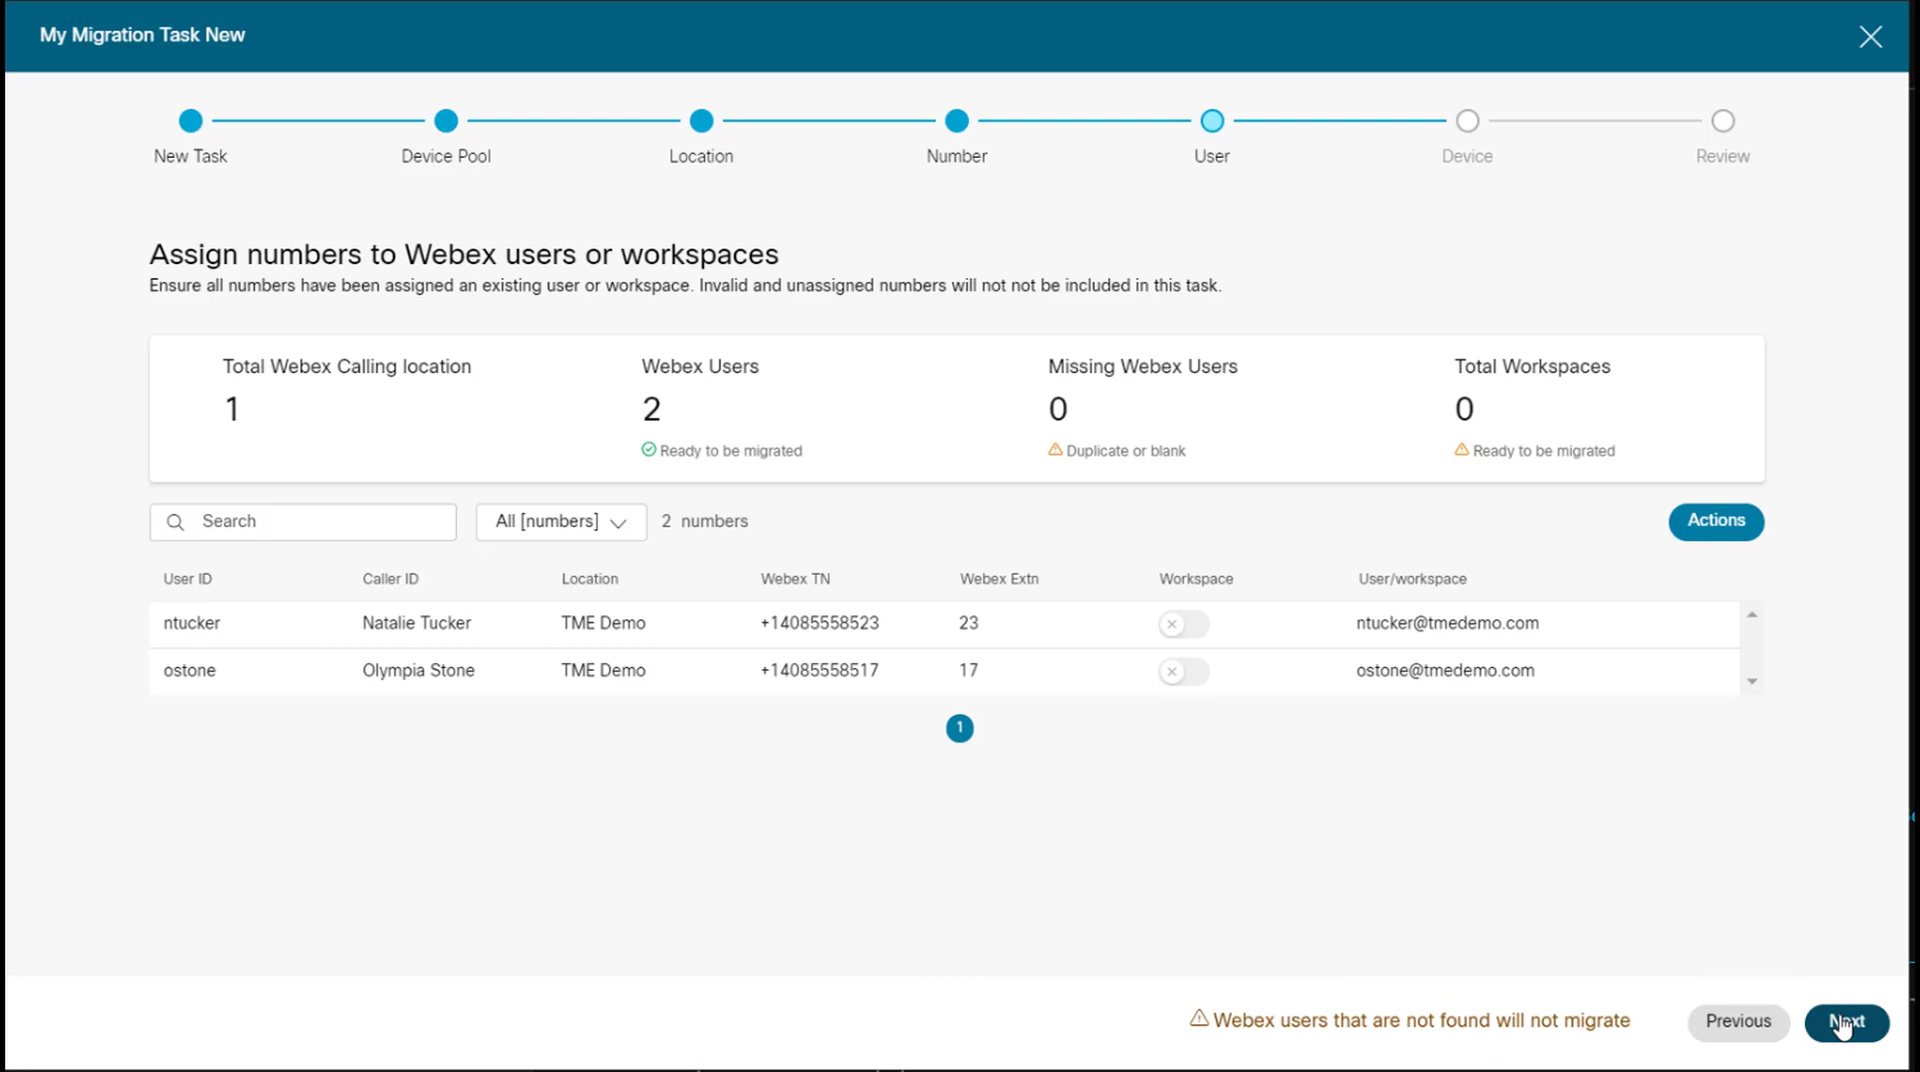 My Migration Task New
New Task Device Pool Location Number User Device Review
Assign numbers to Webex users or workspaces
Ensure all numbers have been assigned an existing user or workspace. Invalid and unassigned numbers will not not be included in this task.
Total Webex Calling location Webex Users Missing Webex Users Total Workspaces
1 2 0 0
Ready to be migrated Duplicate or blank Ready to be migrated
Search All [numbers] 2 numbers Actions
User ID Caller ID Location Webex TN Webex Extn Workspace User/workspace
ntucker Natalie Tucker TME Demo +14085558523 23 ntucker@tmedemo.com
ostone Olympia Stone TME Demo +14085558517 17 ostone@tmedemo.com
1
Webex users that are not found will not migrate Previous Next